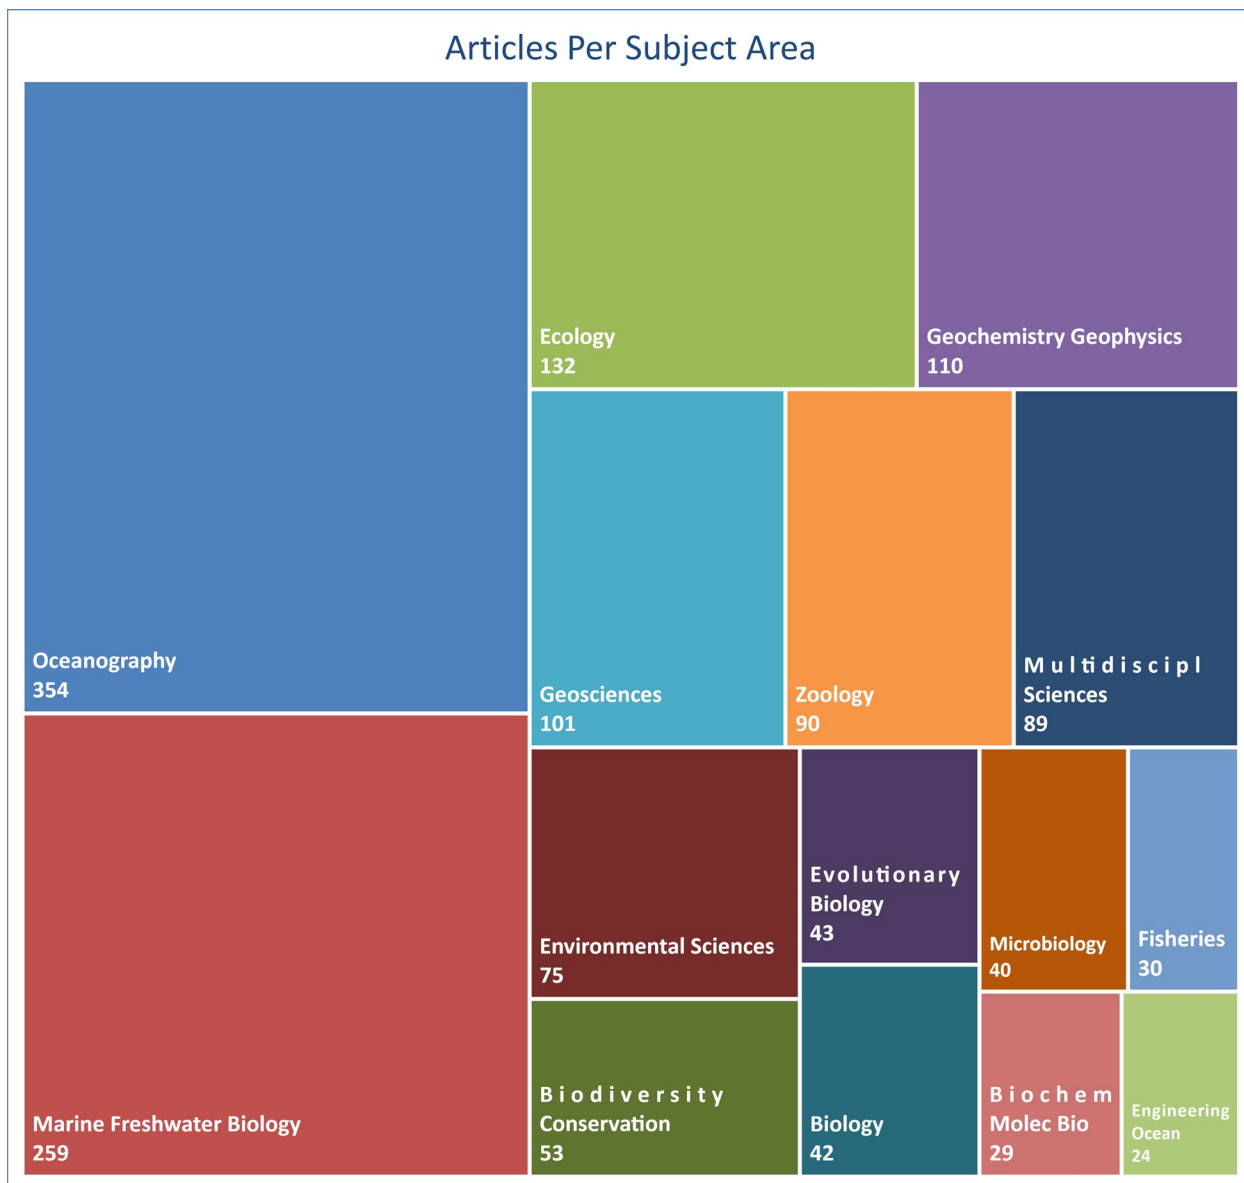 Articles Per Subject Area
Oceanography
354
Marine Freshwater Biology
259
Ecology
132
Geochemistry Geophysics
110
Geosciences
101
Zoology
90
Multidiscipl
Sciences
89
Environmental Sciences
75
Biodiversity
Conservation
53
Evolutionary
Biology
43
Biology
42
Microbiology
40
Fisheries
30
Biochem
Molec Bio
29
Engineering
Ocean
24